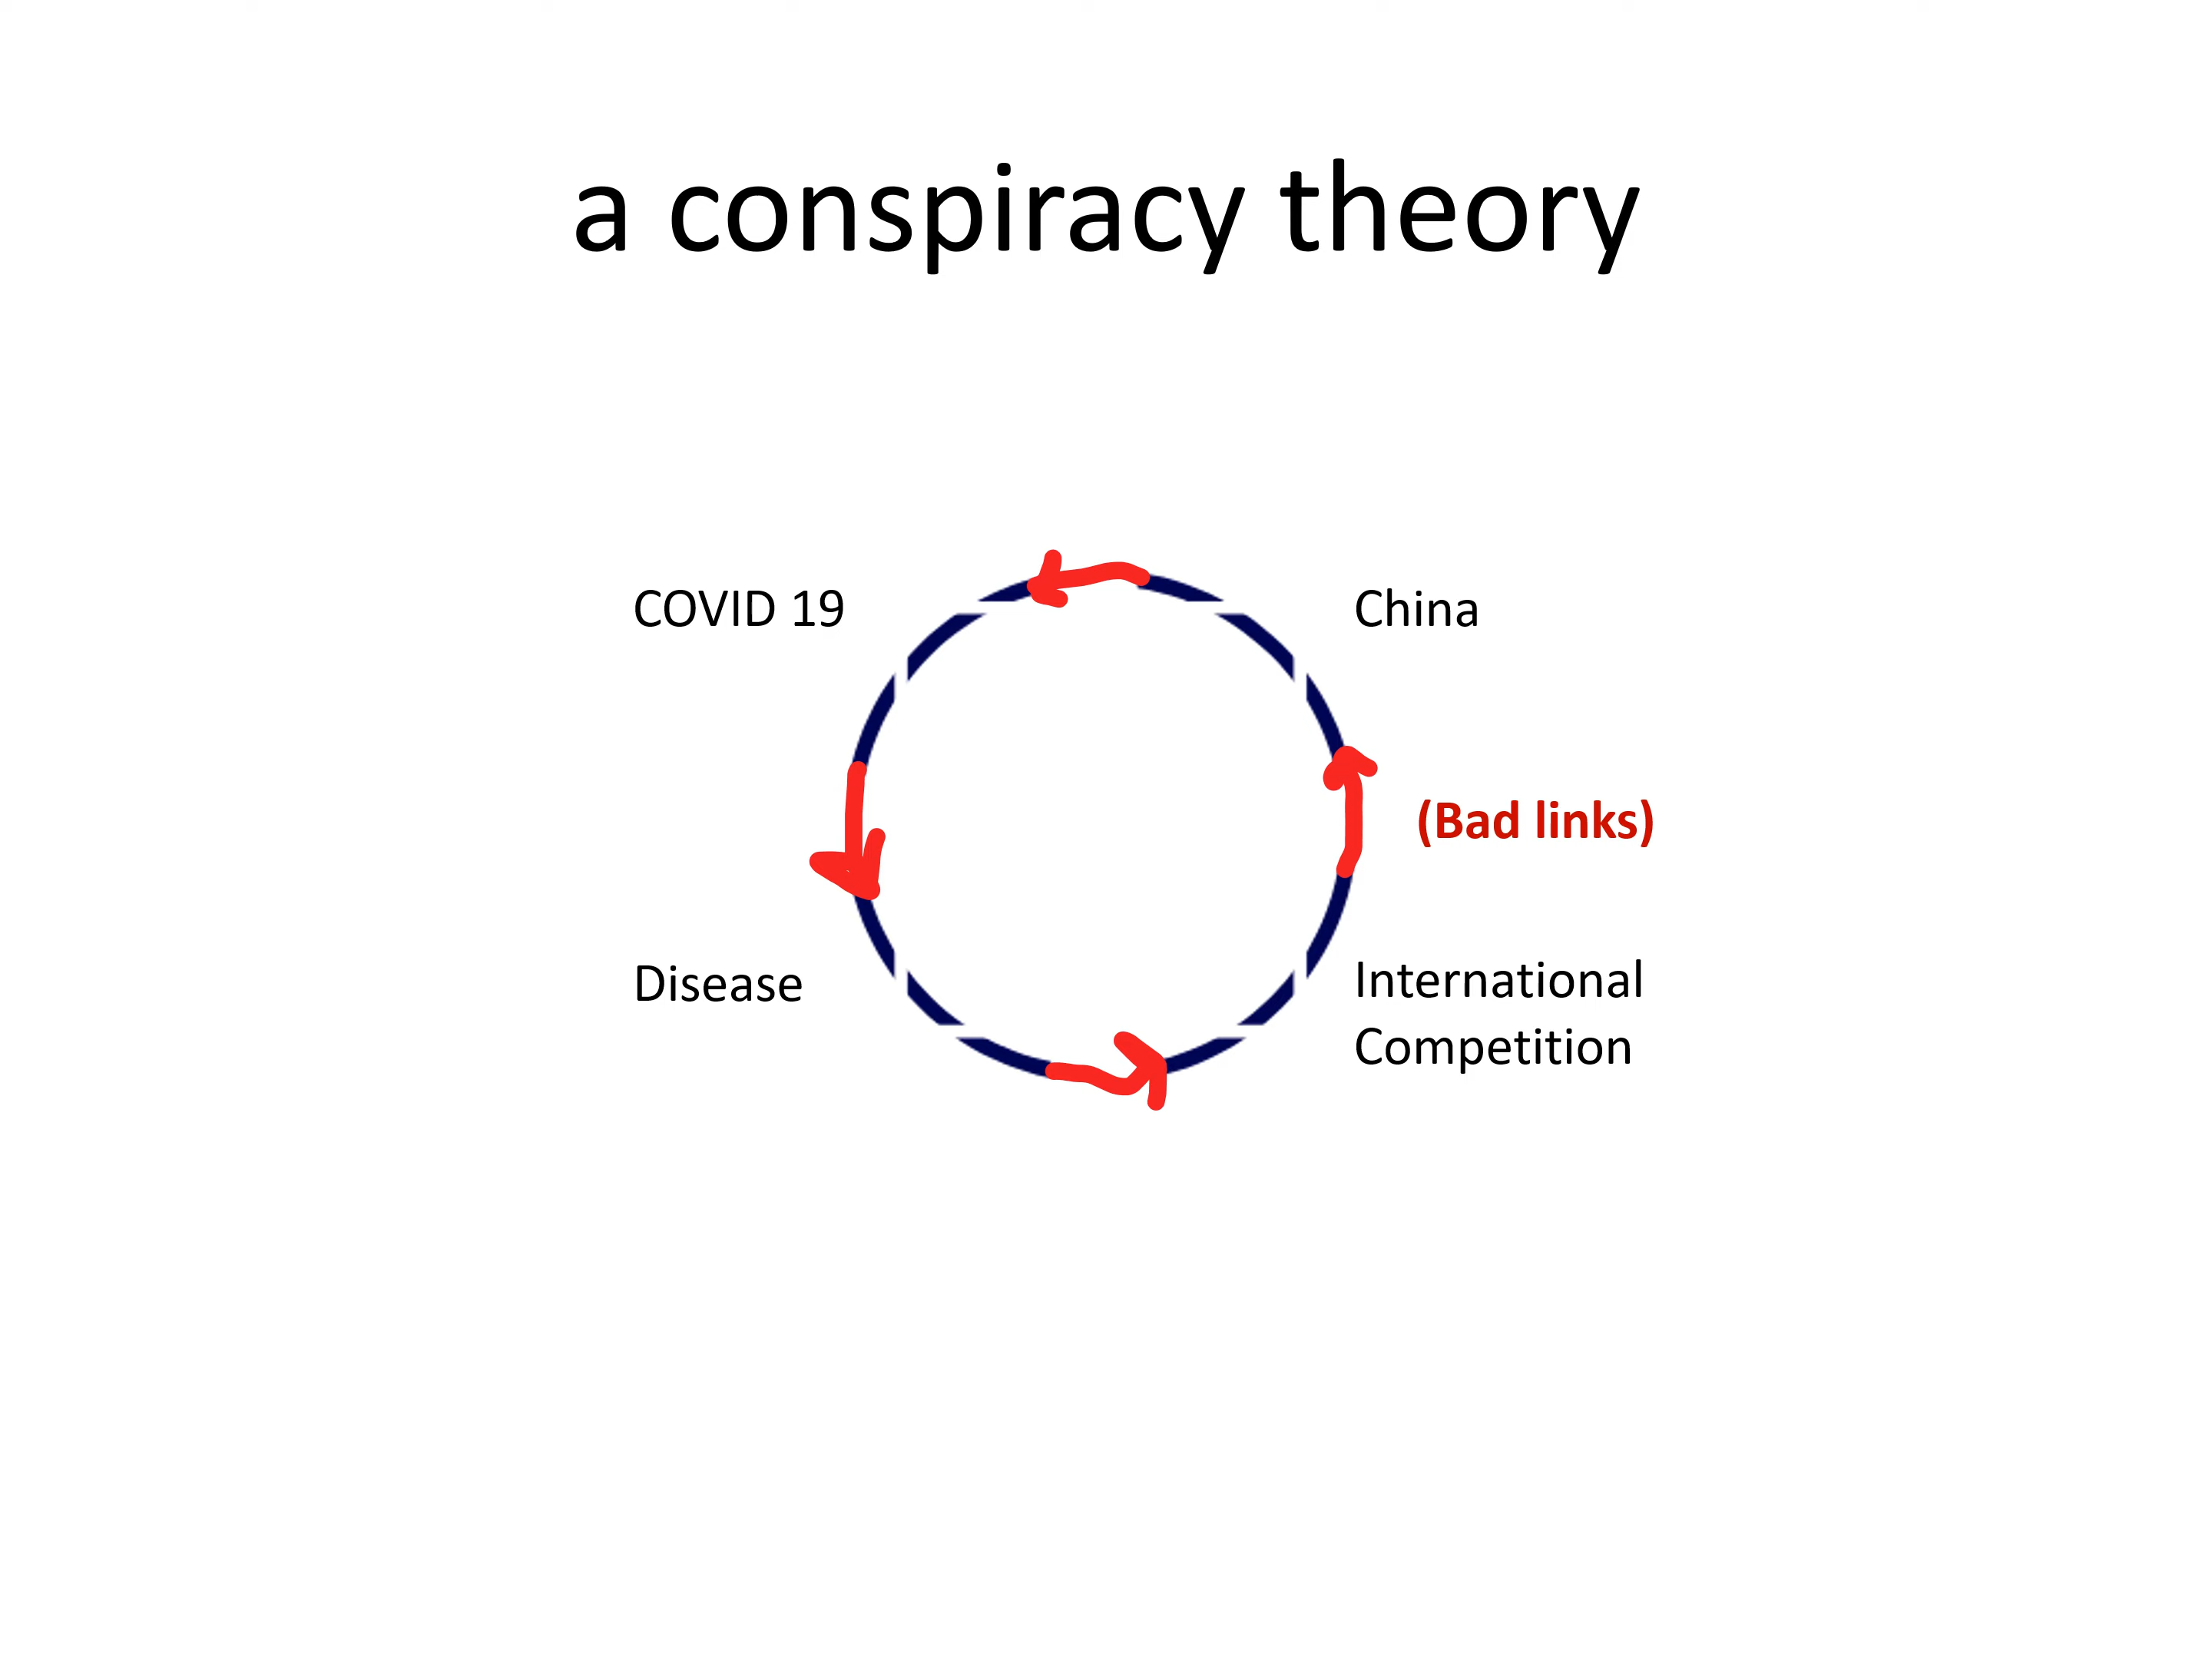 a conspiracy theory
COVID 19
China
(Bad links)
Disease
International
Competition